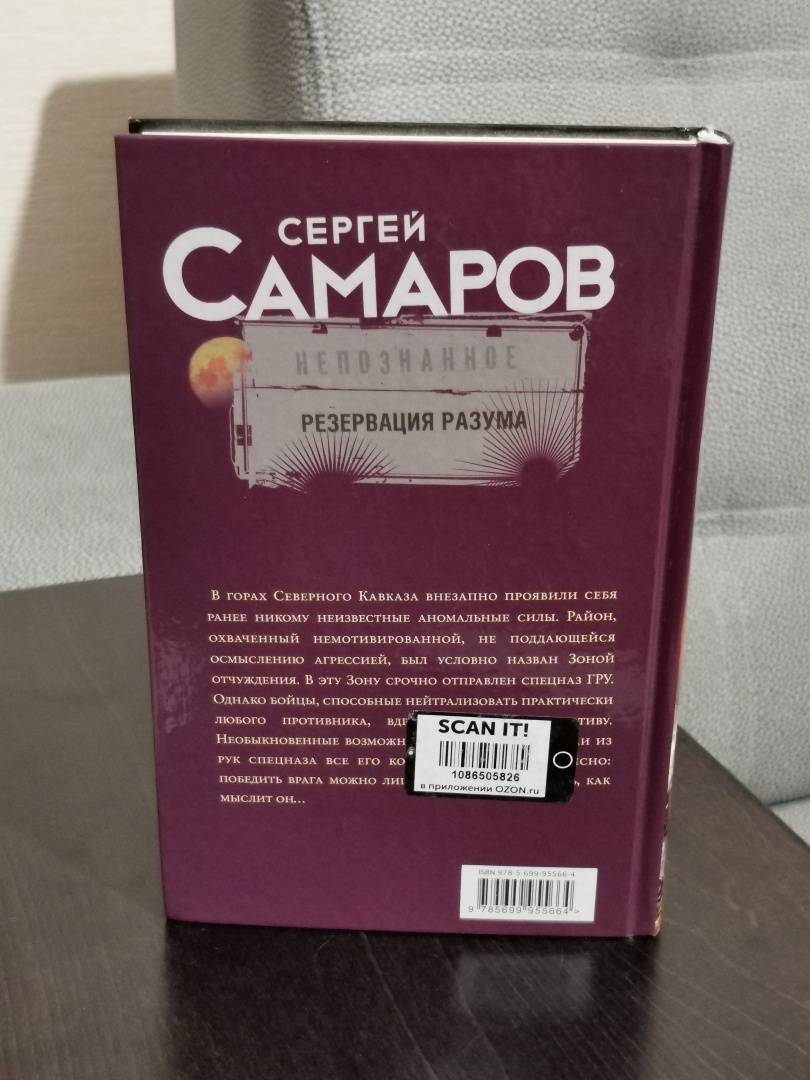 СЕРГЕЙ
САМАРОВ
НЕПОЗНАННОЕ
РЕЗЕРВАЦИЯ РАЗУМА
В ГОРАХ СЕВЕРНОГО КАВКАЗА ВНЕЗАПНО ПРОЯВИЛИ СЕБЯ
РАНЕЕ НИКОМУ НЕИЗВЕСТНЫЕ АНОМАЛЬНЫЕ СИЛЫ. РАЙОН,
ОХВАЧЕННЫЙ НЕМОТИВИРОВАННОЙ, НЕ ПОДДАЮЩЕЙСЯ
ОСМЫСЛЕНИЮ АГРЕССИЕЙ, БЫЛ УСЛОВНО НАЗВАН ЗОНОЙ
ОТЧУЖДЕНИЯ. В ЭТУ ЗОНУ СРОЧНО ОТПРАВЛЕН СПЕЦНАЗ ГРУ.
ОДНАКО БОЙЦЫ, СПОСОБНЫЕ НЕЙТРАЛИЗОВАТЬ ПРАКТИЧЕСКИ
ЛЮБОГО ПРОТИВНИКА,
НЕОБЫКНОВЕННЫЕ ИЗ
РУК СПЕЦНАЗА ВСЕ ЕГО
ПОБЕДИТЬ ВРАГА МОЖНО КАК
МЫСЛИТ ОН...
SCAN IT!
1086505826
в приложении OZON.ru
ISBN 978-5-699-95566-4
9 785699 955664 >